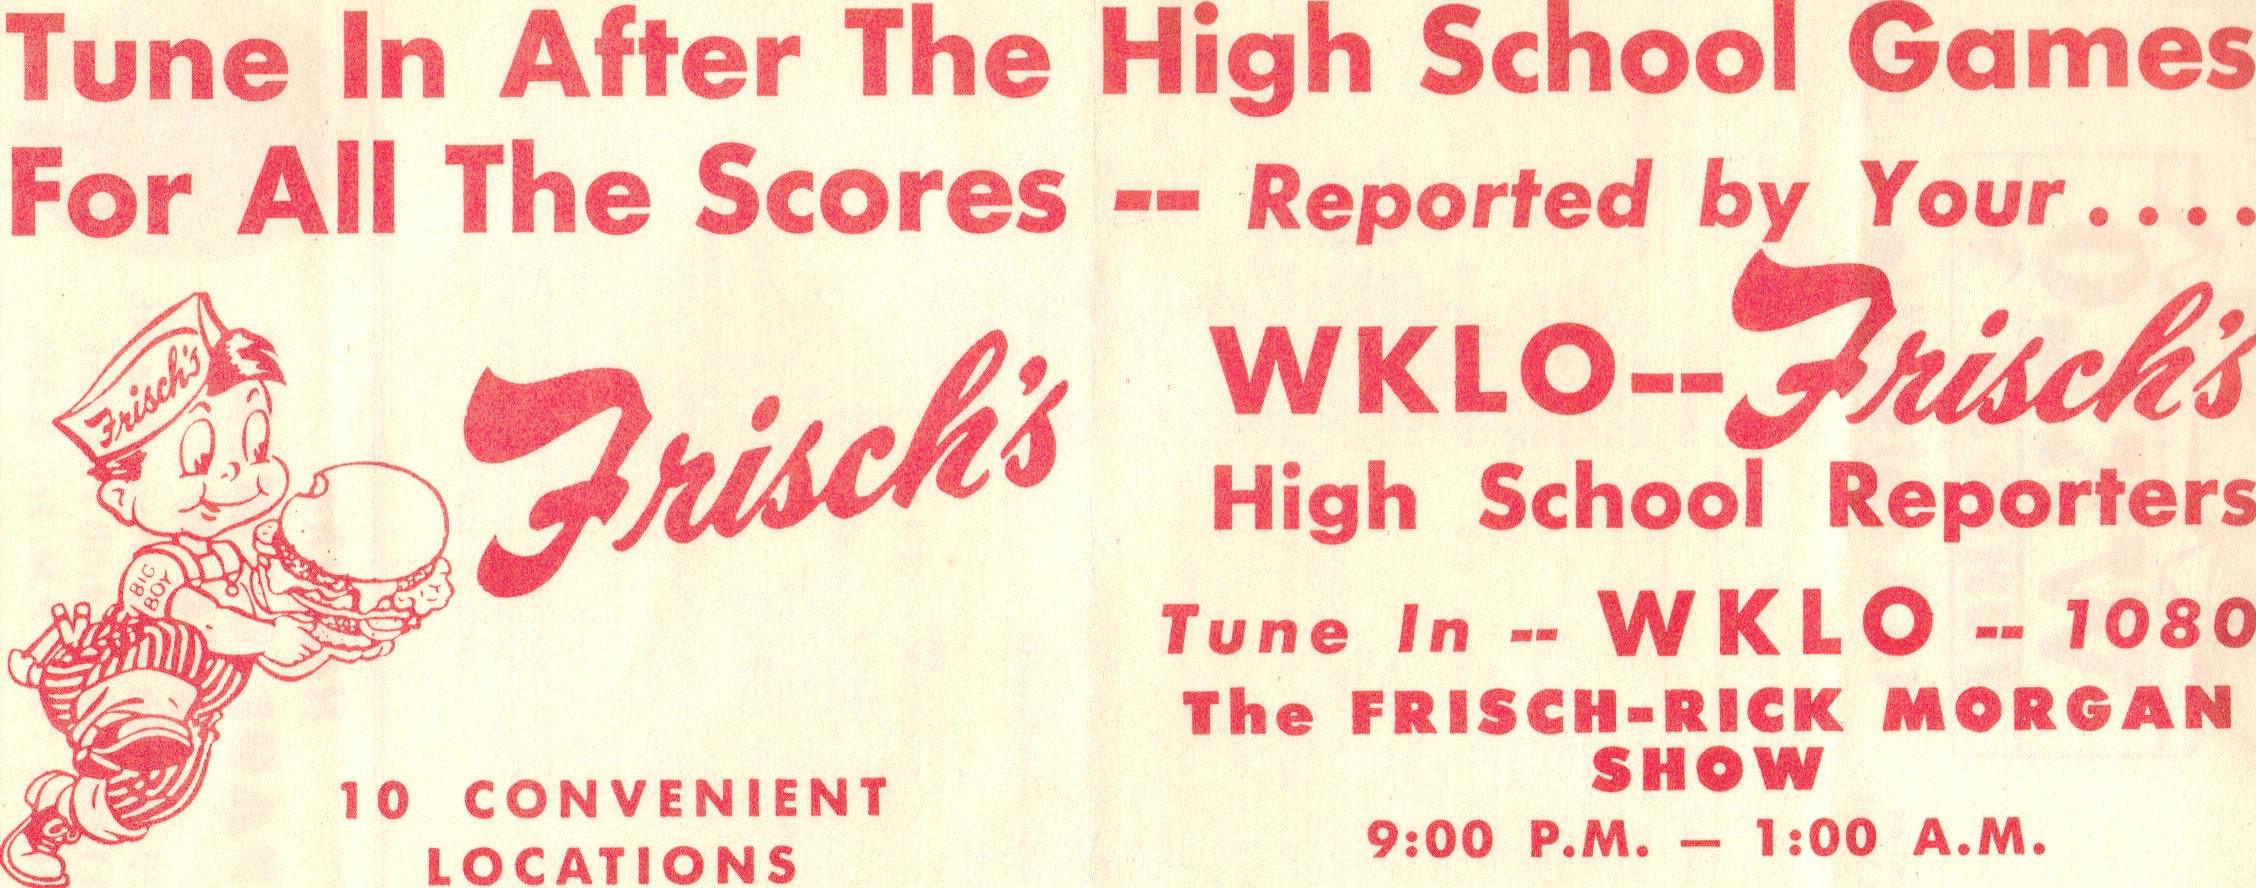 Tune In After The High School Games
For All The Scores -- Reported by Your....
Frisch's
BIG
BOY
Frisch's
10 CONVENIENT
LOCATIONS
WKLO--Frisch's
High School Reporters
Tune In -- WKLO -- 1080
The FRISCH-RICK MORGAN
SHOW
9:00 P.M. — 1:00 A.M.